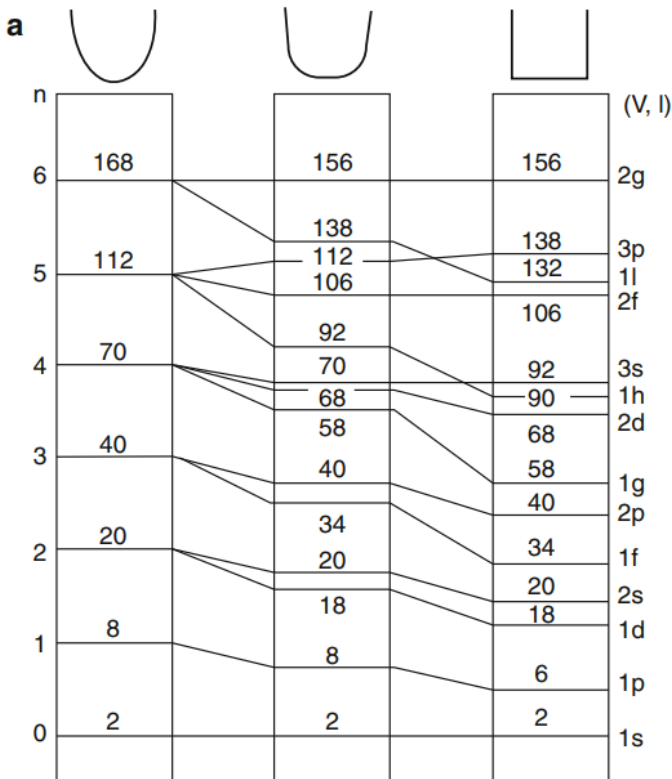 a
n (V, l)
168 156 156
6 2g
138
138 3p
112 112 132 1l
5 106 2f
106
92
70 70 92 3s
4 68 90 1h
58 68 2d
40 40 58 1g
3 40 2p
34 34 1f
20 20 20 2s
2 18 18 1d
8 8 6 1p
1
2 2 2
0 1s